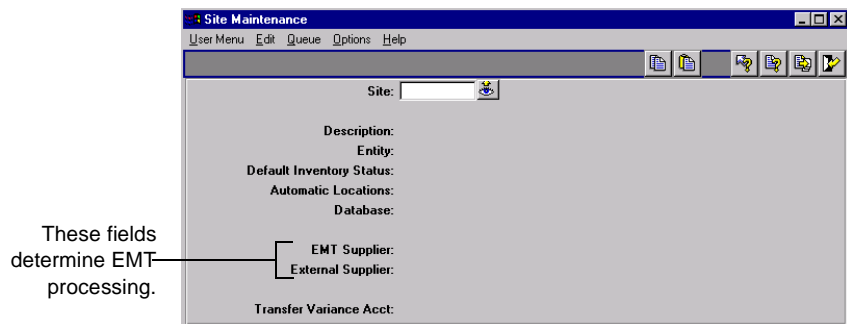 Site Maintenance
User Menu Edit Queue Options Help
Site:
Description:
Entity:
Default Inventory Status:
Automatic Locations:
Database:
These fields
determine EMT
processing.
EMT Supplier:
External Supplier:
Transfer Variance Acct: